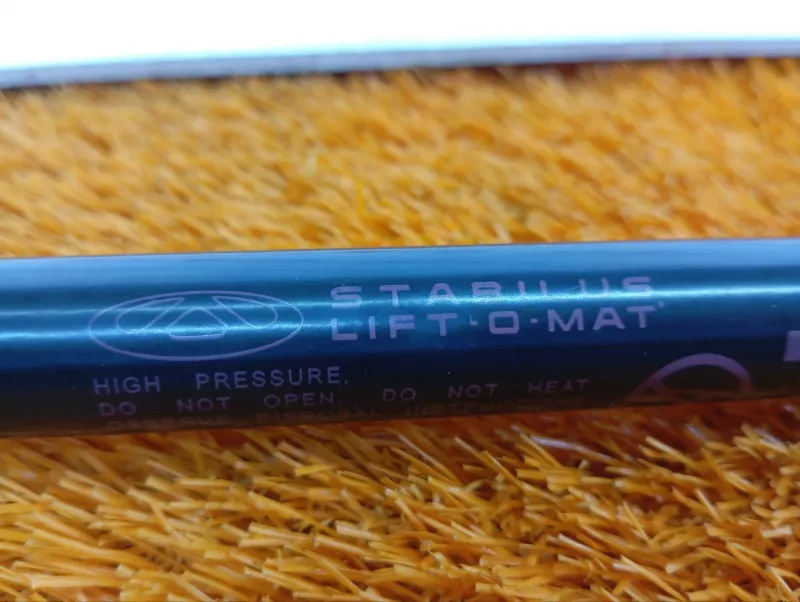 STABILUS
LIFT-O-MAT
HIGH PRESSURE,
DO NOT OPEN. DO NOT HEAT